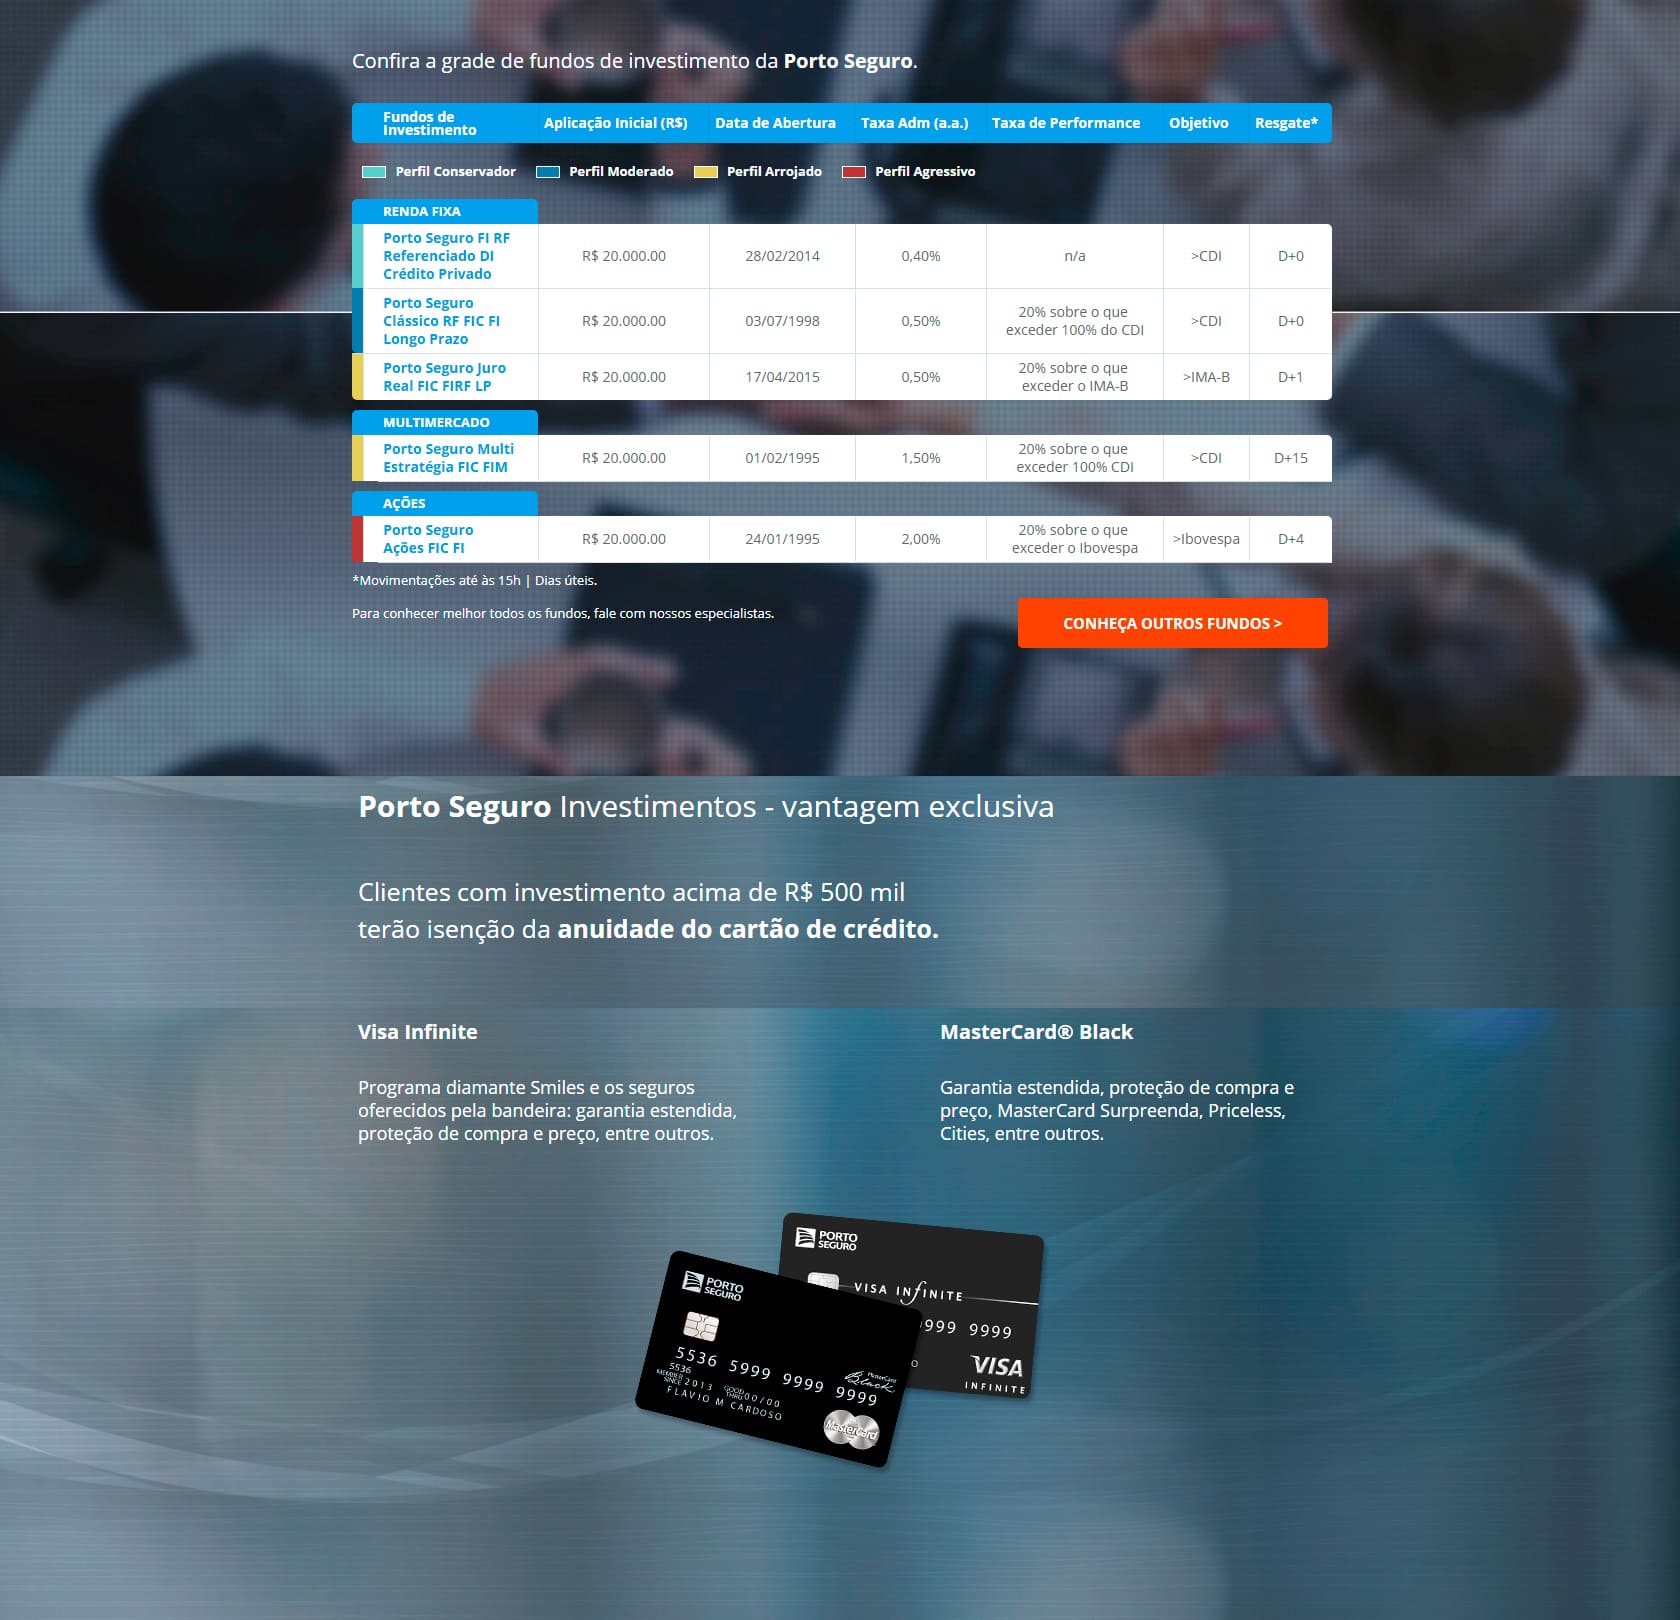 Confira a grade de fundos de investimento da Porto Seguro.
Fundos de
Investimento
Aplicação Inicial (R$)
Data de Abertura
Taxa Adm (a.a.)
Taxa de Performance
Objetivo
Resgate*
Perfil Conservador
Perfil Moderado
Perfil Arrojado
Perfil Agressivo
RENDA FIXA
Porto Seguro FI RF
Referenciado DI
Crédito Privado
R$ 20.000.00
28/02/2014
0,40%
n/a
>CDI
D+0
Porto Seguro
Clássico RF FIC FI
Longo Prazo
R$ 20.000.00
03/07/1998
0,50%
20% sobre o que
exceder 100% do CDI
>CDI
D+0
Porto Seguro Juro
Real FIC FIRF LP
R$ 20.000.00
17/04/2015
0,50%
20% sobre o que
exceder o IMA-B
>IMA-B
D+1
MULTIMERCADO
Porto Seguro Multi
Estratégia FIC FIM
R$ 20.000.00
01/02/1995
1,50%
20% sobre o que
exceder 100% CDI
>CDI
D+15
AÇÕES
Porto Seguro
Ações FIC FI
R$ 20.000.00
24/01/1995
2,00%
20% sobre o que
exceder o Ibovespa
>Ibovespa
D+4
*Movimentações até às 15h | Dias úteis.
Para conhecer melhor todos os fundos, fale com nossos especialistas.
CONHEÇA OUTROS FUNDOS >
Porto Seguro Investimentos - vantagem exclusiva
Clientes com investimento acima de R$ 500 mil
terão isenção da anuidade do cartão de crédito.
Visa Infinite
Programa diamante Smiles e os seguros
oferecidos pela bandeira: garantia estendida,
proteção de compra e preço, entre outros.
MasterCard® Black
Garantia estendida, proteção de compra e
preço, MasterCard Surpreenda, Priceless,
Cities, entre outros.
PORTO
SEGURO
VISA INFINITE
999 9999
O
VISA
INFINITE
PORTO
SEGURO
5536 5999 9999 9999
5536
MEMBER
SINCE 2013
GOOD
THRU 00/00
FLAVIO M CARDOSO
MasterCard
Black
MasterCard